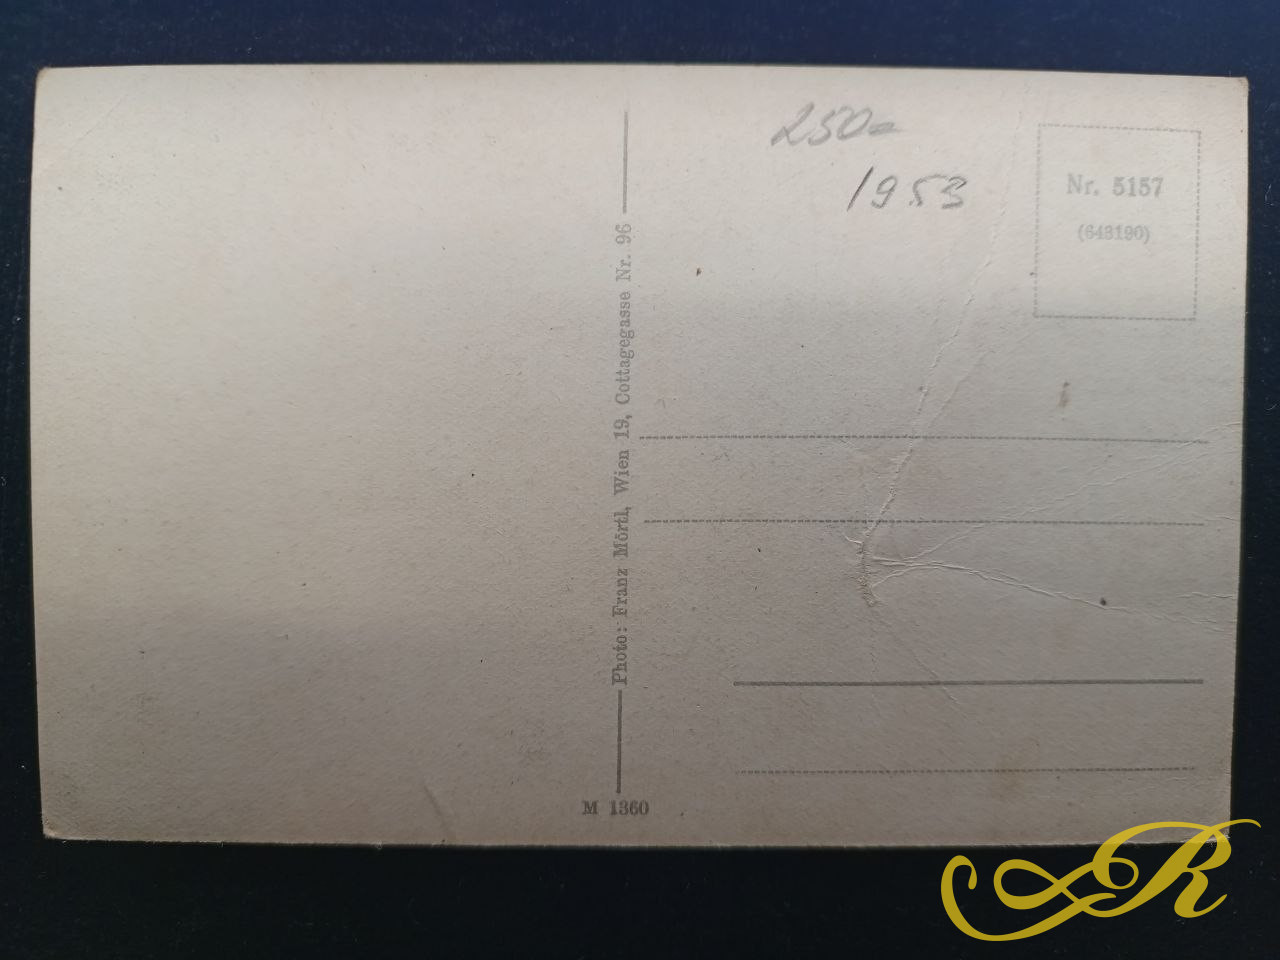 250=
1953
Nr. 5157
(643190)
Photo: Franz Mörtl, Wien 19, Cottagegasse Nr. 96
M 1360
R